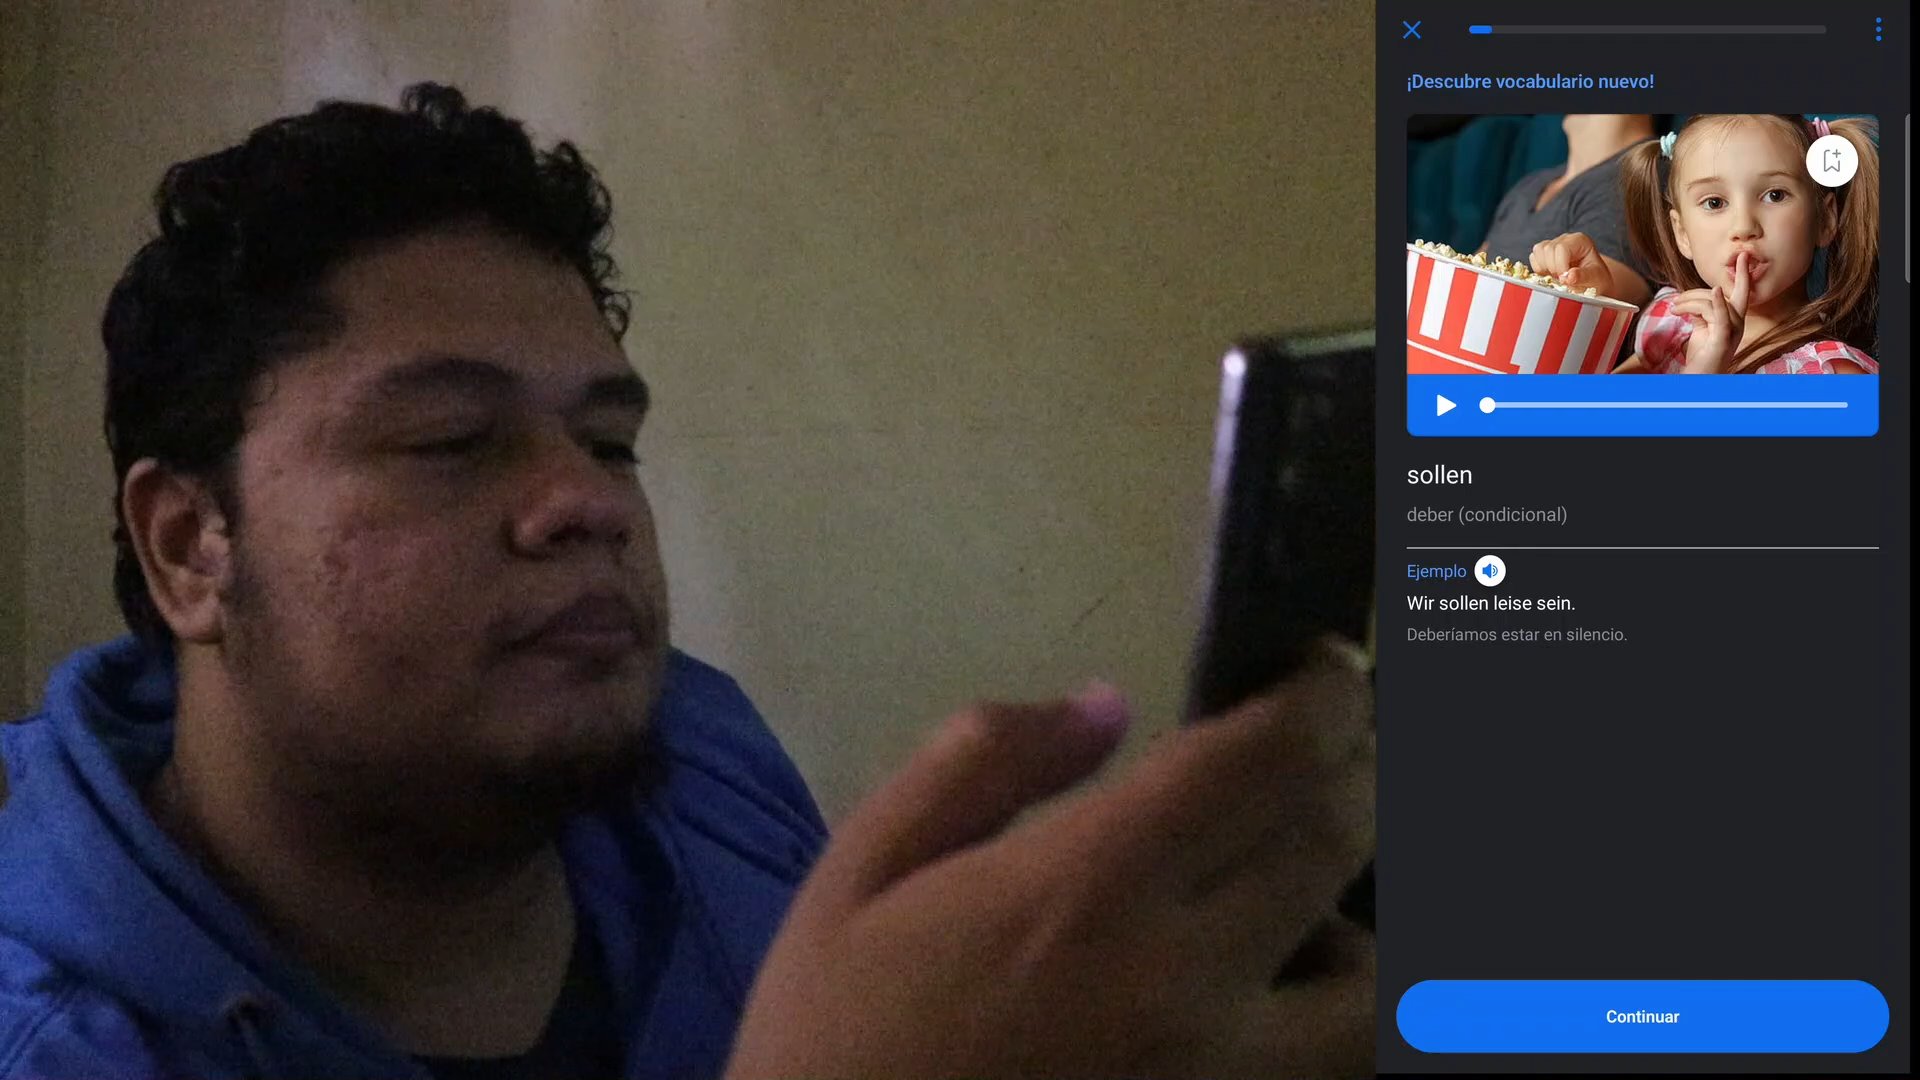 ¡Descubre vocabulario nuevo!
sollen
deber (condicional)
Ejemplo
Wir sollen leise sein.
Deberíamos estar en silencio.
Continuar